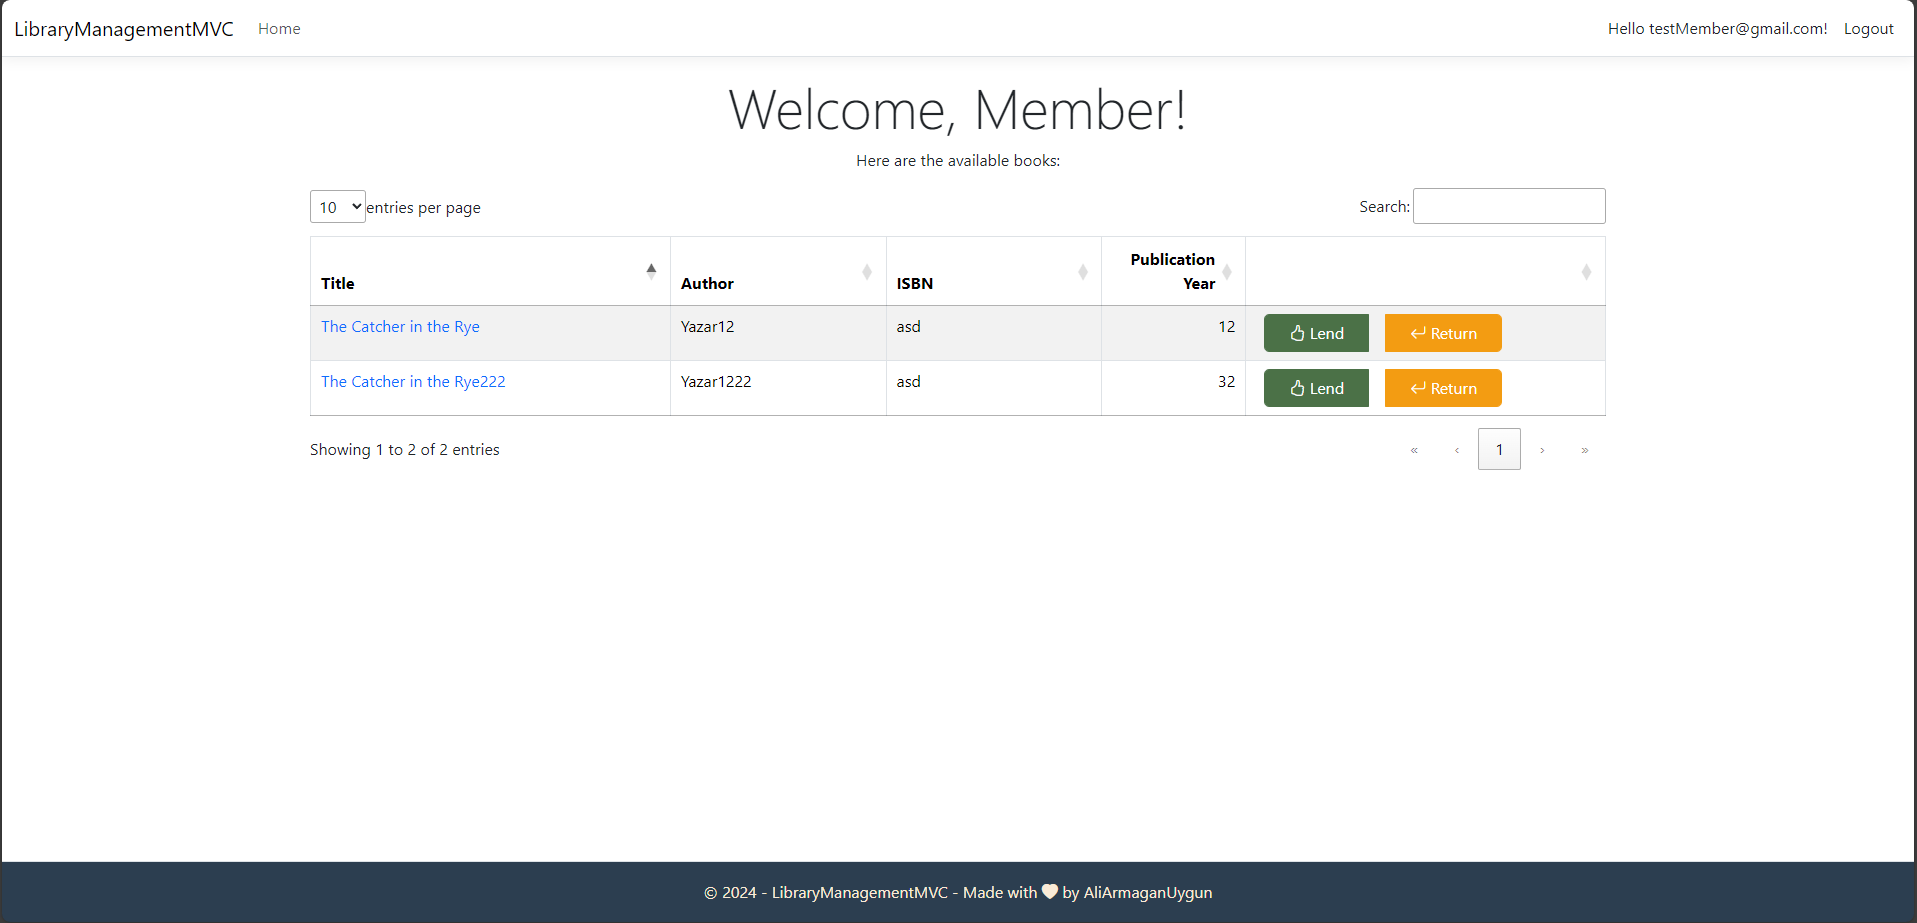 LibraryManagementMVC Home Hello testMember@gmail.com! Logout
Welcome, Member!
Here are the available books:
10 entries per page Search:
Title Author ISBN Publication Year
The Catcher in the Rye Yazar12 asd 12 Lend Return
The Catcher in the Rye222 Yazar1222 asd 32 Lend Return
Showing 1 to 2 of 2 entries « ‹ 1 › »
© 2024 - LibraryManagementMVC - Made with 🤍 by AliArmaganUygun